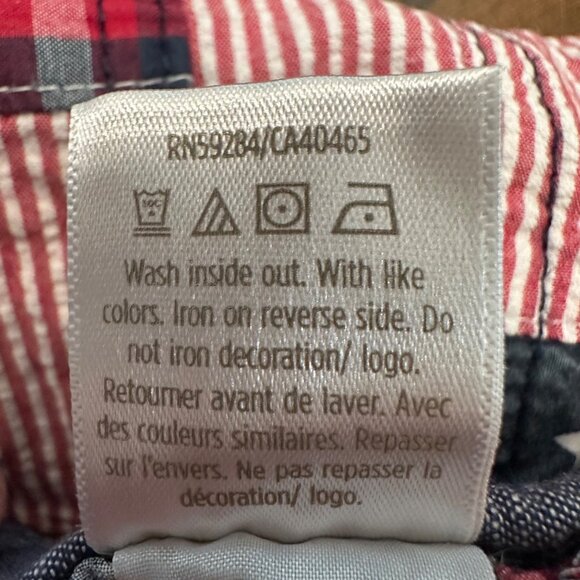 RN59284/CA40465
Wash inside out. With like
colors. Iron on reverse side. Do
not iron decoration/ logo.
Retourner avant de laver. Avec
des couleurs similaires. Repasser
sur l'envers. Ne pas repasser la
décoration/ logo.